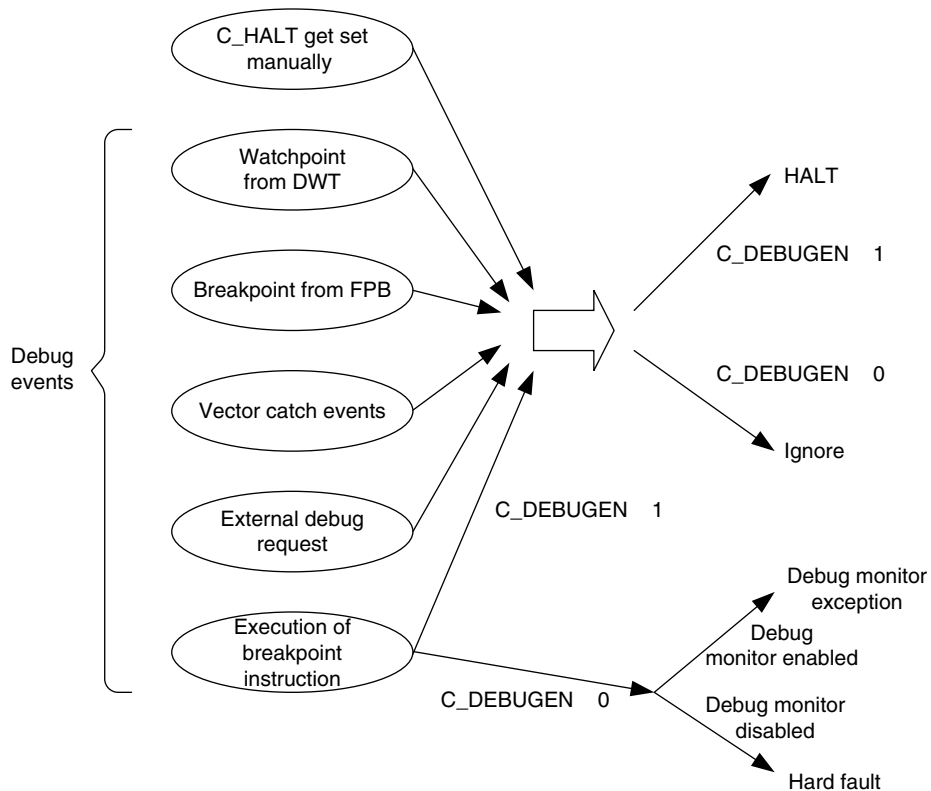 C_HALT get set
manually
Watchpoint
from DWT
HALT
C_DEBUGEN 1
Breakpoint from FPB
Debug
events
C_DEBUGEN 0
Vector catch events
Ignore
External debug
request
C_DEBUGEN 1
Execution of
breakpoint
instruction
C_DEBUGEN 0
Debug monitor
exception
Debug
monitor enabled
Debug monitor
disabled
Hard fault